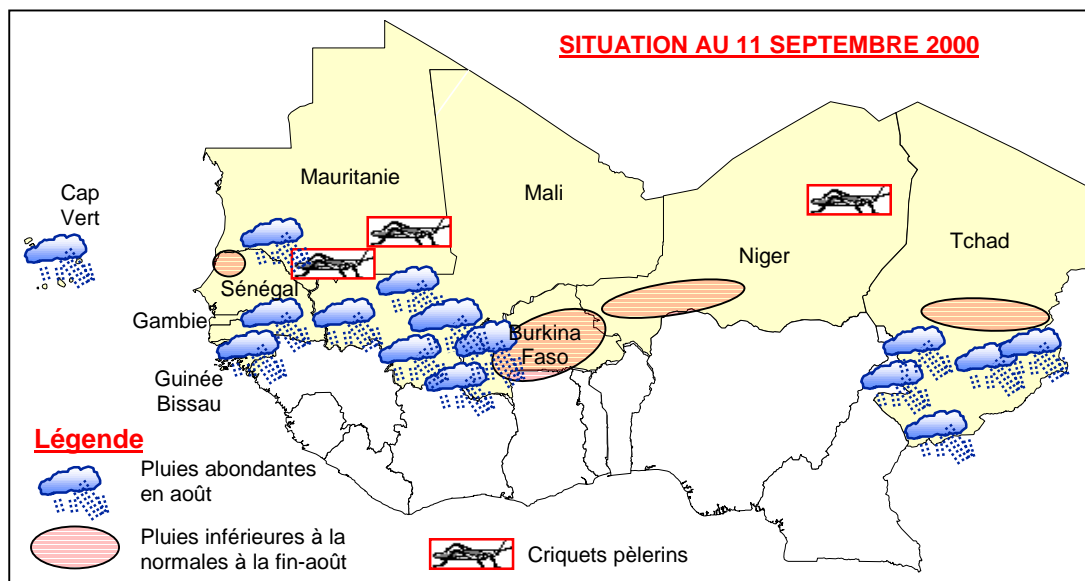 SITUATION AU 11 SEPTEMBRE 2000
Mauritanie
Mali
Cap
Vert
Niger
Tchad
Sénégal
Gambie
Burkina
Faso
Guinée
Bissau
Légende
Pluies abondantes
en août
Pluies inférieures à la
normales à la fin-août
Criquets pèlerins